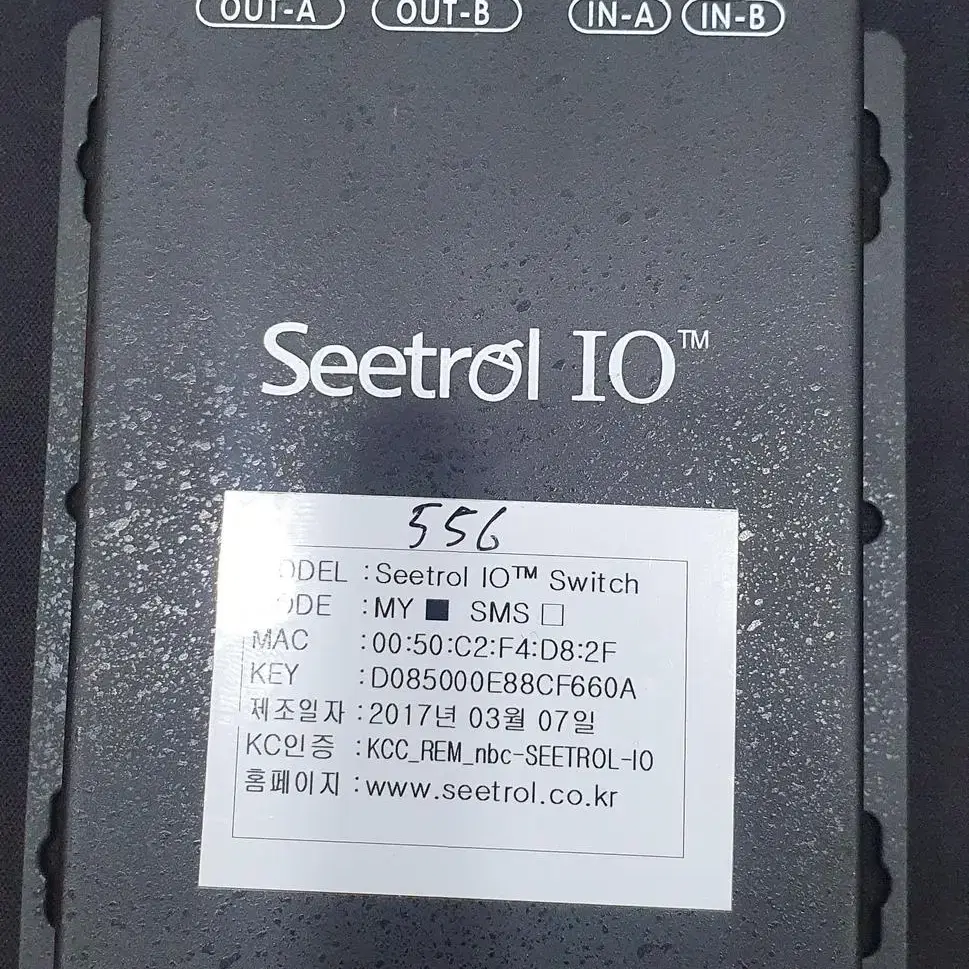 OUT-A OUT-B IN-A IN-B
Seetrol IO™
556
MODEL : Seetrol IO™ Switch
MODE : MY ■ SMS □
MAC : 00:50:C2:F4:D8:2F
KEY : D085000E88CF660A
제조일자 : 2017년 03월 07일
KC인증 : KCC_REM_nbc-SEETROL-IO
홈페이지 : www.seetrol.co.kr